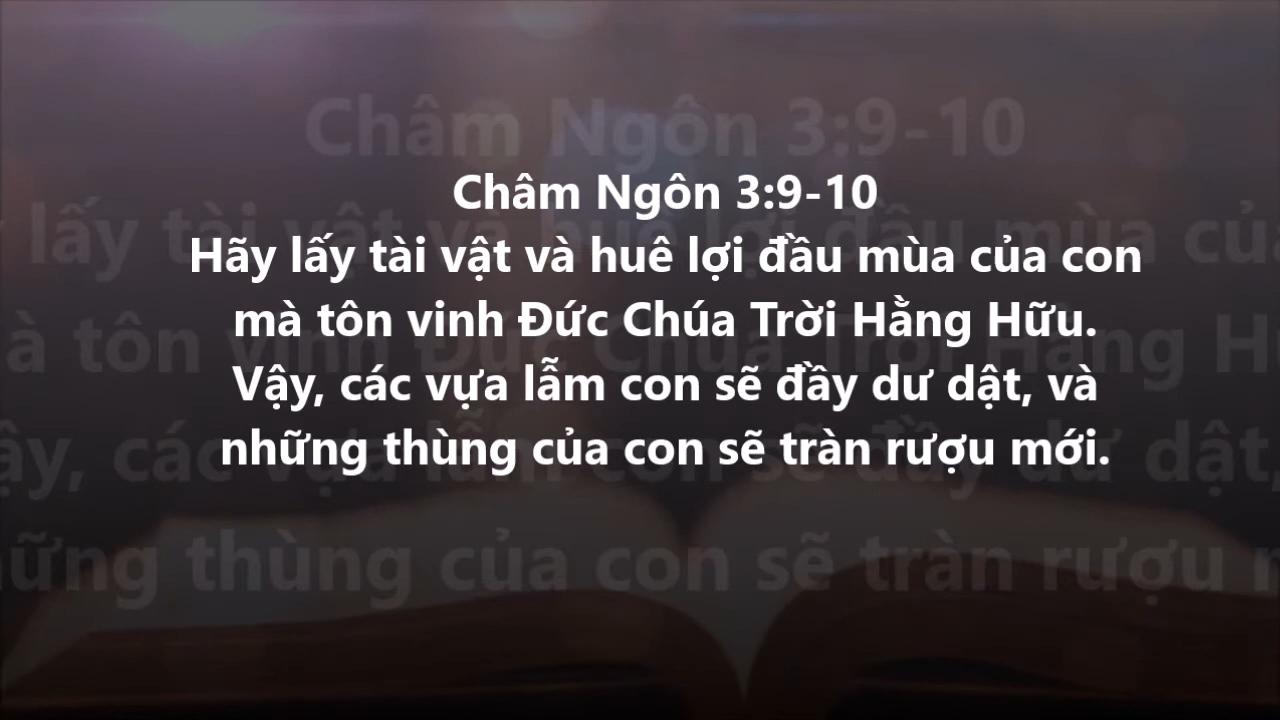 Châm Ngôn 3:9-10
Hãy lấy tài vật và huê lợi đầu mùa của con
mà tôn vinh Đức Chúa Trời Hằng Hữu.
Vậy, các vựa lẫm con sẽ đầy dư dật, và
những thùng của con sẽ tràn rượu mới.